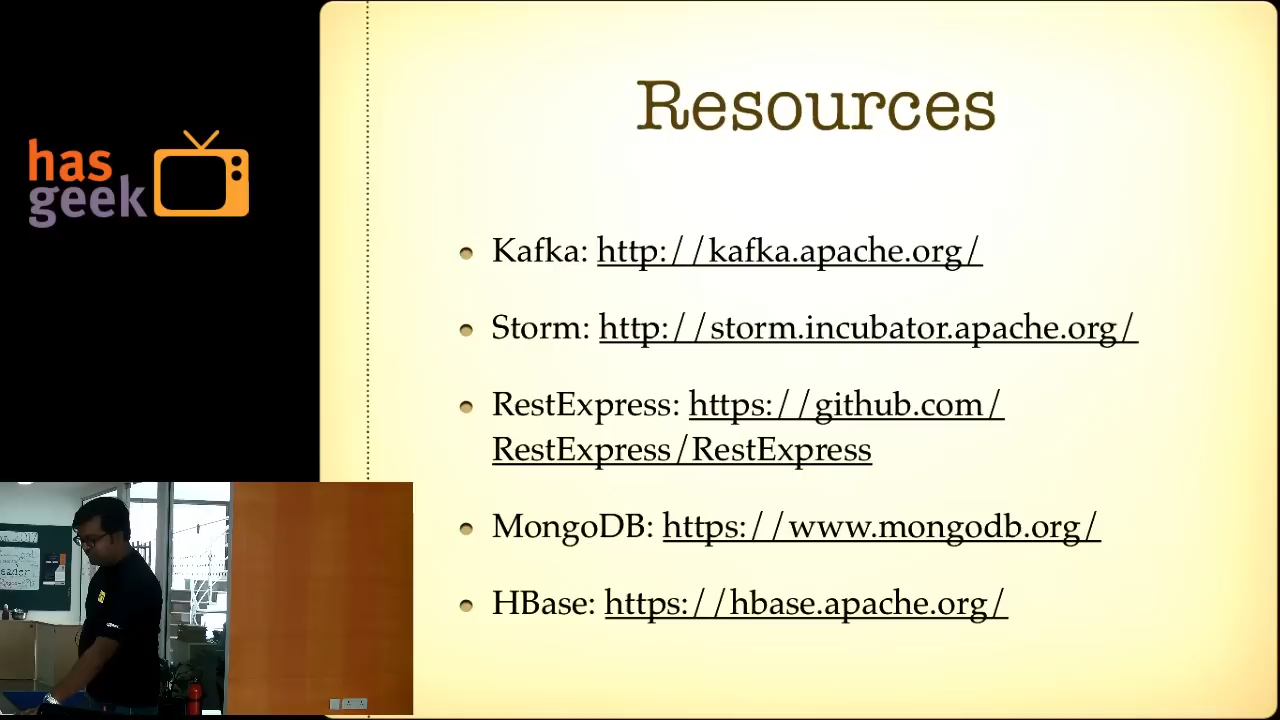 has
geek
Resources
Kafka: http://kafka.apache.org/
Storm: http://storm.incubator.apache.org/
RestExpress: https://github.com/
RestExpress/RestExpress
MongoDB: https://www.mongodb.org/
HBase: https://hbase.apache.org/